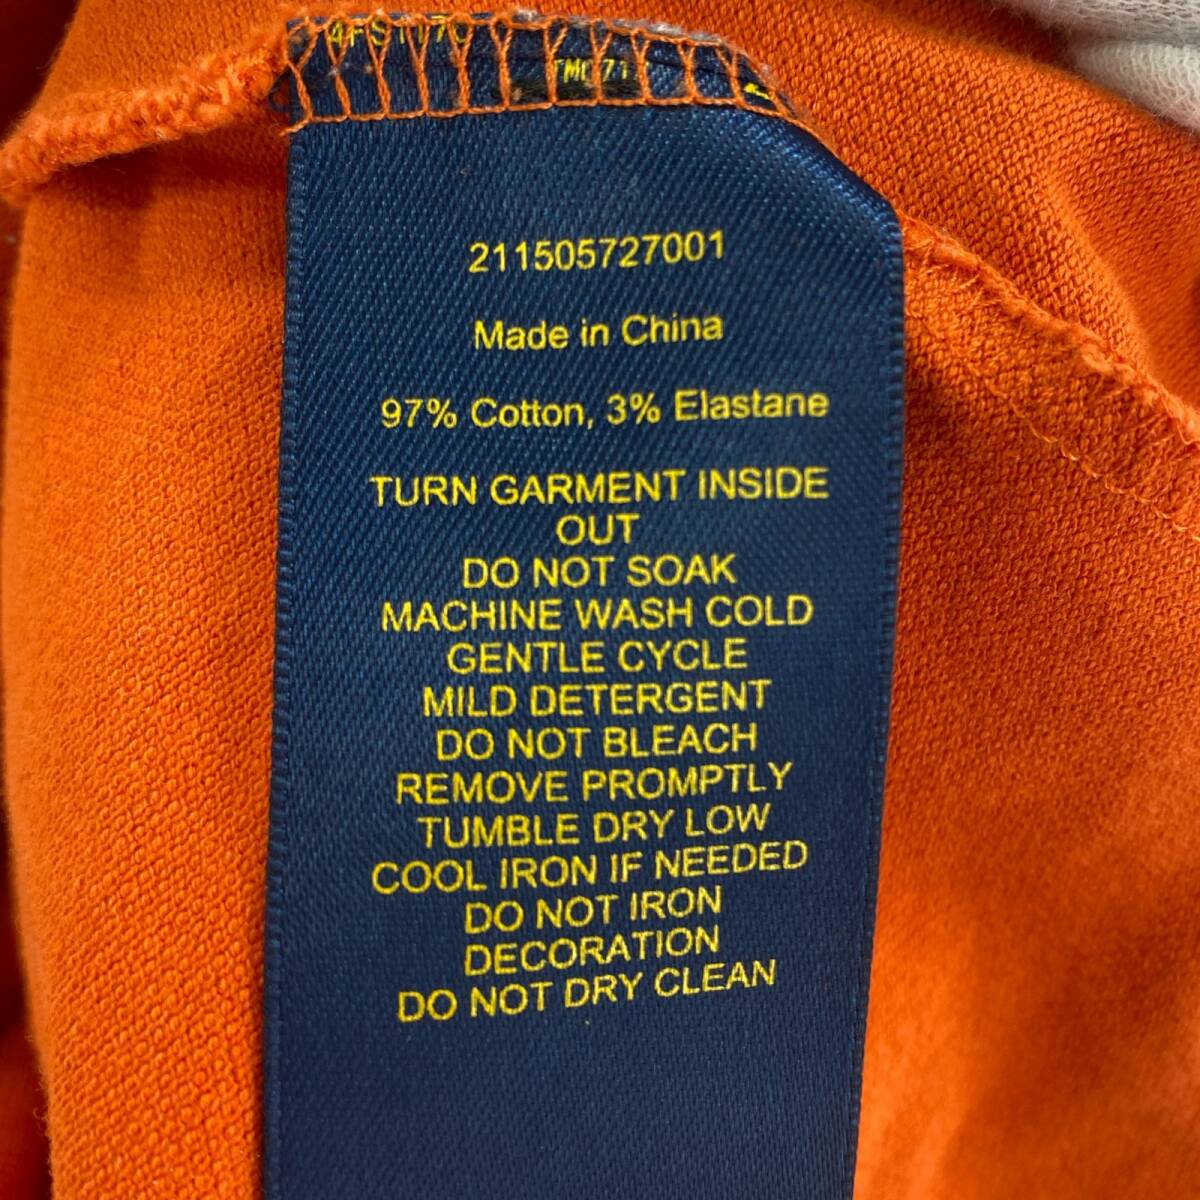 211505727001
Made in China
97% Cotton, 3% Elastane
TURN GARMENT INSIDE
OUT
DO NOT SOAK
MACHINE WASH COLD
GENTLE CYCLE
MILD DETERGENT
DO NOT BLEACH
REMOVE PROMPTLY
TUMBLE DRY LOW
COOL IRON IF NEEDED
DO NOT IRON
DECORATION
DO NOT DRY CLEAN